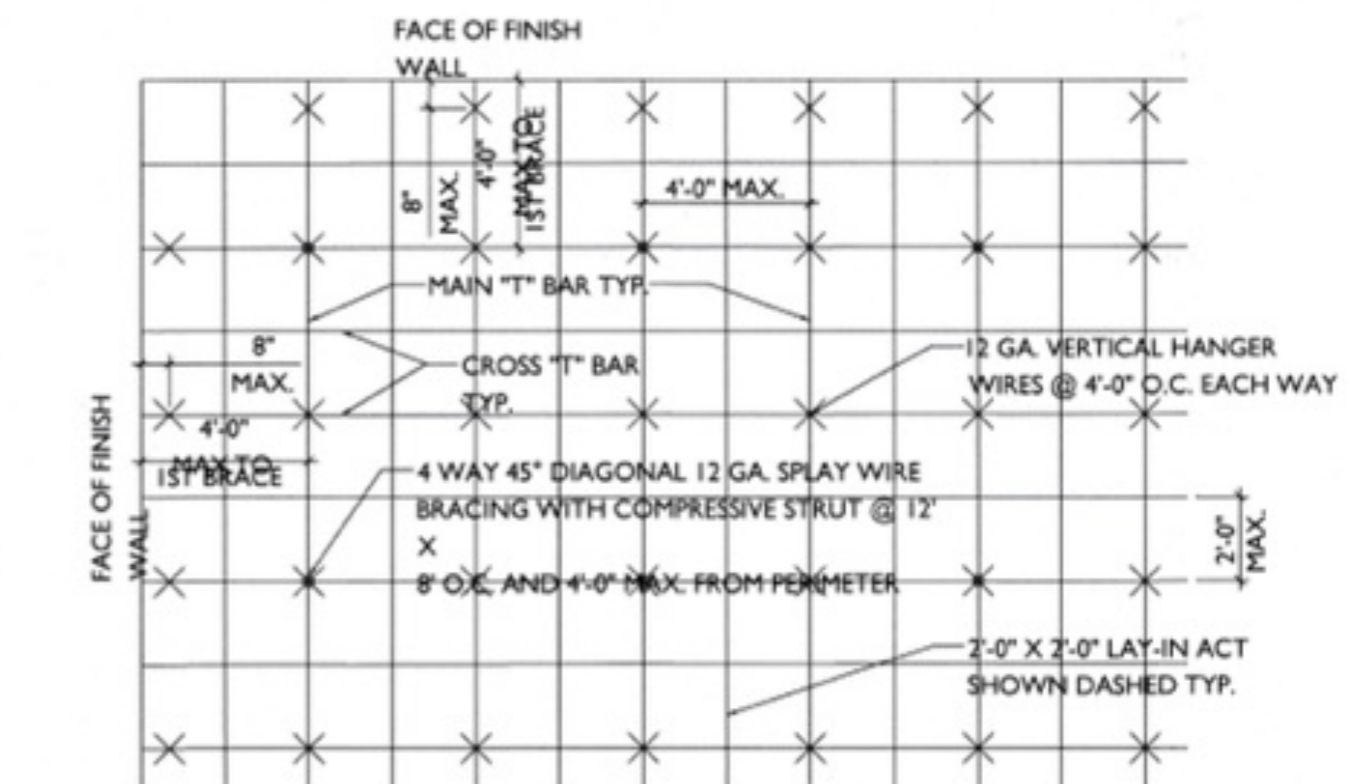 FACE OF FINISH
WALL
8"
MAX.
4'-0"
MAX TO
1ST BRACE
4'-0" MAX.
MAIN "T" BAR TYP.
8"
MAX.
CROSS "T" BAR
TYP.
12 GA. VERTICAL HANGER
WIRES @ 4'-0" O.C. EACH WAY
4'-0"
MAX TO
1ST BRACE
FACE OF FINISH
WALL
4 WAY 45° DIAGONAL 12 GA. SPLAY WIRE
BRACING WITH COMPRESSIVE STRUT @ 12'
X
8' O.C. AND 4'-0" MAX. FROM PERIMETER
2'-0"
MAX.
2'-0" X 2'-0" LAY-IN ACT
SHOWN DASHED TYP.